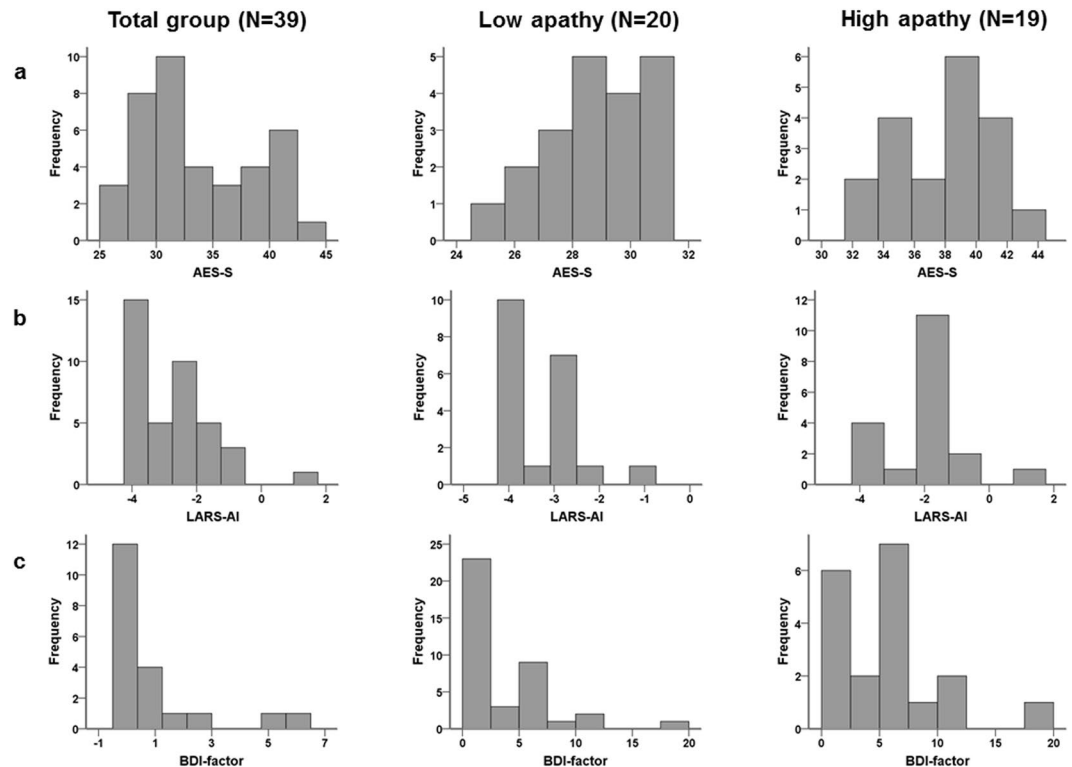 Total group (N=39) Low apathy (N=20) High apathy (N=19)
a
Frequency
10
8
6
4
2
0
25 30 35 40 45
AES-S
Frequency
5
4
3
2
1
0
24 26 28 30 32
AES-S
Frequency
6
5
4
3
2
1
0
30 32 34 36 38 40 42 44
AES-S
b
Frequency
15
10
5
0
-4 -2 0 2
LARS-AI
Frequency
10
8
6
4
2
0
-5 -4 -3 -2 -1 0
LARS-AI
Frequency
12
10
8
6
4
2
0
-4 -2 0 2
LARS-AI
c
Frequency
12
10
8
6
4
2
0
-1 1 3 5 7
BDI-factor
Frequency
25
20
15
10
5
0
0 5 10 15 20
BDI-factor
Frequency
6
4
2
0
0 5 10 15 20
BDI-factor